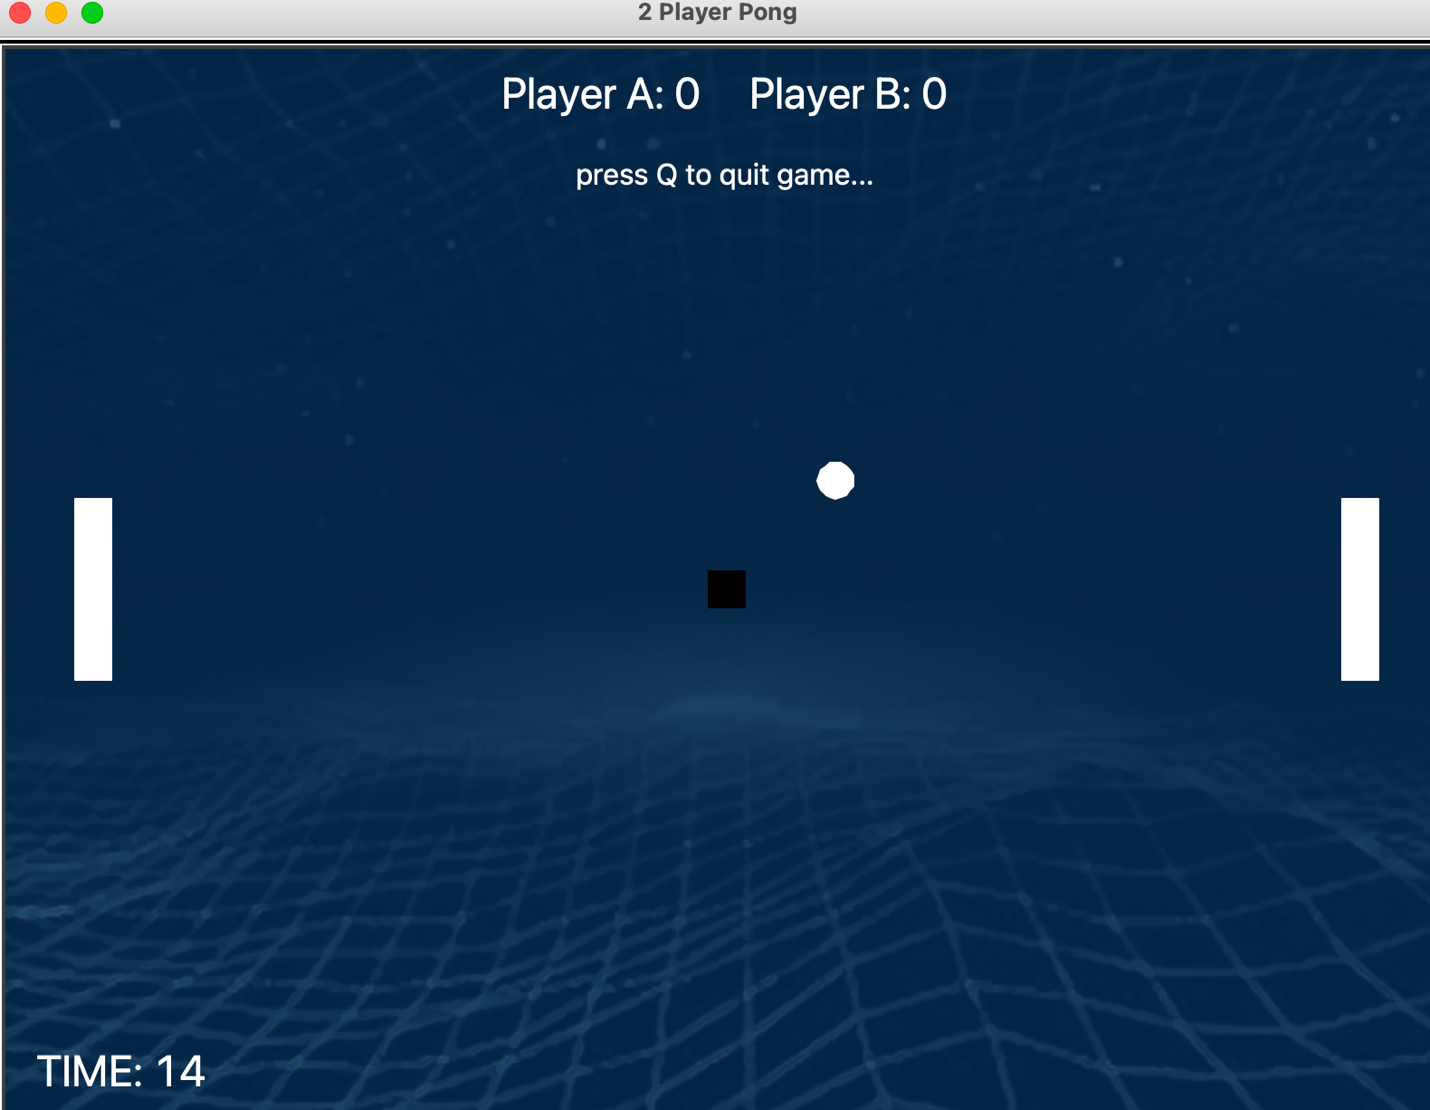 2 Player Pong
Player A: 0 Player B: 0
press Q to quit game...
TIME: 14